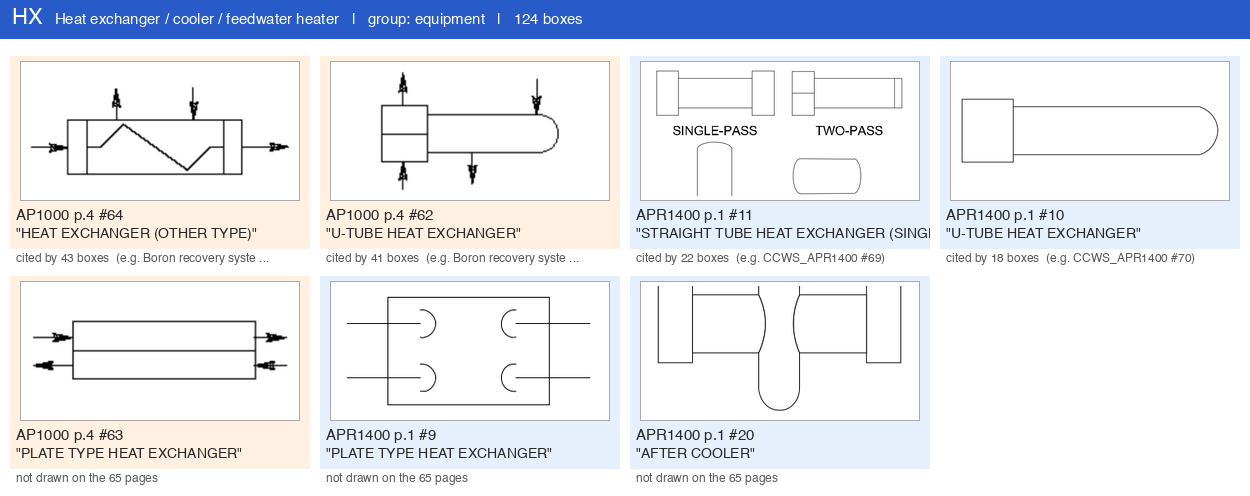 HX Heat exchanger / cooler / feedwater heater | group: equipment | 124 boxes
AP1000 p.4 #64
"HEAT EXCHANGER (OTHER TYPE)"
cited by 43 boxes (e.g. Boron recovery syste ...
AP1000 p.4 #62
"U-TUBE HEAT EXCHANGER"
cited by 41 boxes (e.g. Boron recovery syste ...
SINGLE-PASS TWO-PASS
APR1400 p.1 #11
"STRAIGHT TUBE HEAT EXCHANGER (SINGL
cited by 22 boxes (e.g. CCWS_APR1400 #69)
APR1400 p.1 #10
"U-TUBE HEAT EXCHANGER"
cited by 18 boxes (e.g. CCWS_APR1400 #70)
AP1000 p.4 #63
"PLATE TYPE HEAT EXCHANGER"
not drawn on the 65 pages
APR1400 p.1 #9
"PLATE TYPE HEAT EXCHANGER"
not drawn on the 65 pages
APR1400 p.1 #20
"AFTER COOLER"
not drawn on the 65 pages